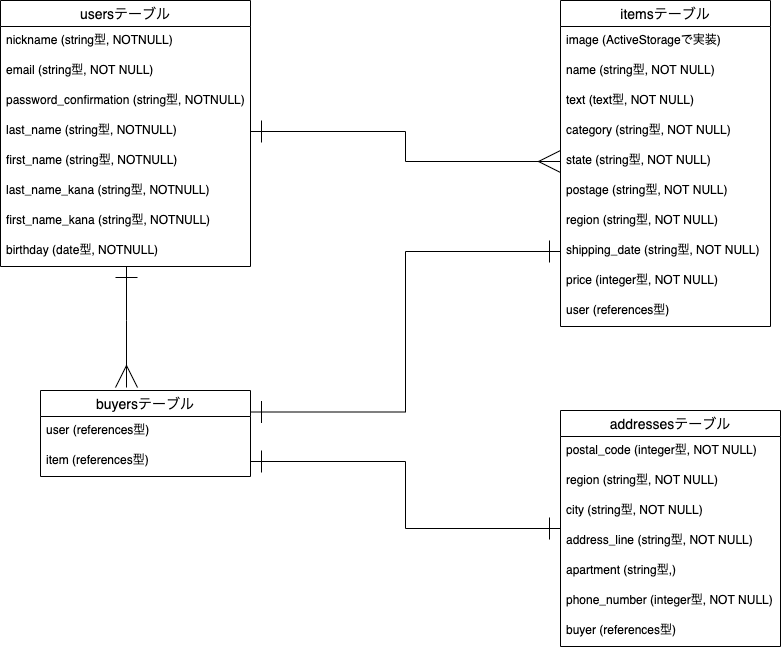 usersテーブル
nickname (string型, NOTNULL)
email (string型, NOT NULL)
password_confirmation (string型, NOTNULL)
last_name (string型, NOTNULL)
first_name (string型, NOTNULL)
last_name_kana (string型, NOTNULL)
first_name_kana (string型, NOTNULL)
birthday (date型, NOTNULL)
itemsテーブル
image (ActiveStorageで実装)
name (string型, NOT NULL)
text (text型, NOT NULL)
category (string型, NOT NULL)
state (string型, NOT NULL)
postage (string型, NOT NULL)
region (string型, NOT NULL)
shipping_date (string型, NOT NULL)
price (integer型, NOT NULL)
user (references型)
buyersテーブル
user (references型)
item (references型)
addressesテーブル
postal_code (integer型, NOT NULL)
region (string型, NOT NULL)
city (string型, NOT NULL)
address_line (string型, NOT NULL)
apartment (string型,)
phone_number (integer型, NOT NULL)
buyer (references型)